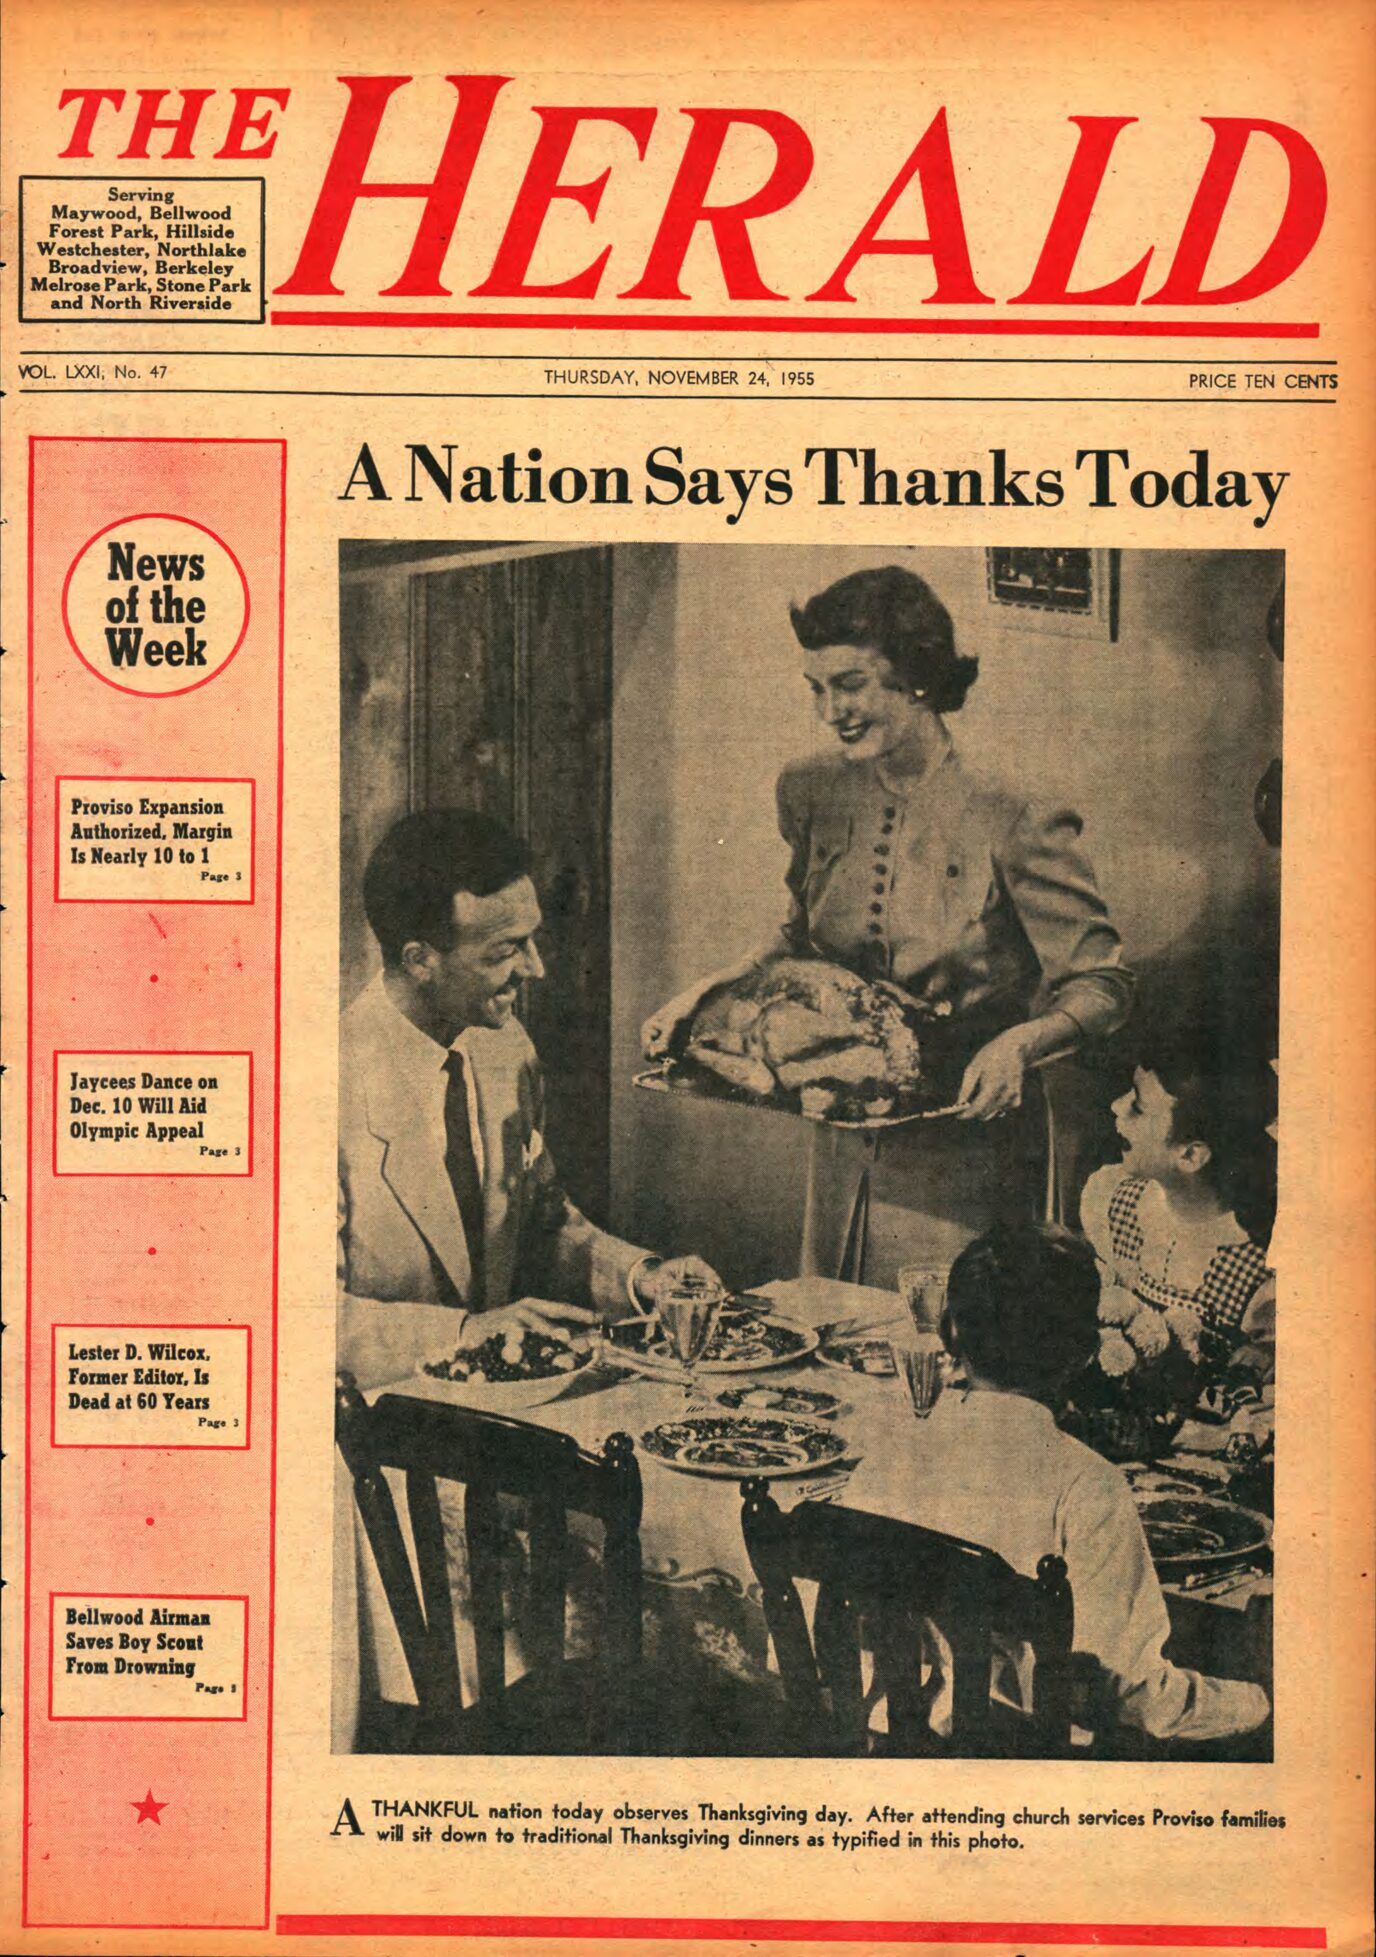 THE HERALD
Serving
Maywood, Bellwood
Forest Park, Hillside
Westchester, Northlake
Broadview, Berkeley
Melrose Park, Stone Park
and North Riverside
VOL. LXXI, No. 47
THURSDAY, NOVEMBER 24, 1955
PRICE TEN CENTS
News
of the
Week
Proviso Expansion
Authorized, Margin
Is Nearly 10 to 1
Page 3
Jaycees Dance on
Dec. 10 Will Aid
Olympic Appeal
Page 3
Lester D. Wilcox,
Former Editor, Is
Dead at 60 Years
Page 3
Bellwood Airman
Saves Boy Scout
From Drowning
Page 3
A Nation Says Thanks Today
A THANKFUL nation today observes Thanksgiving day. After attending church services Proviso families
will sit down to traditional Thanksgiving dinners as typified in this photo.